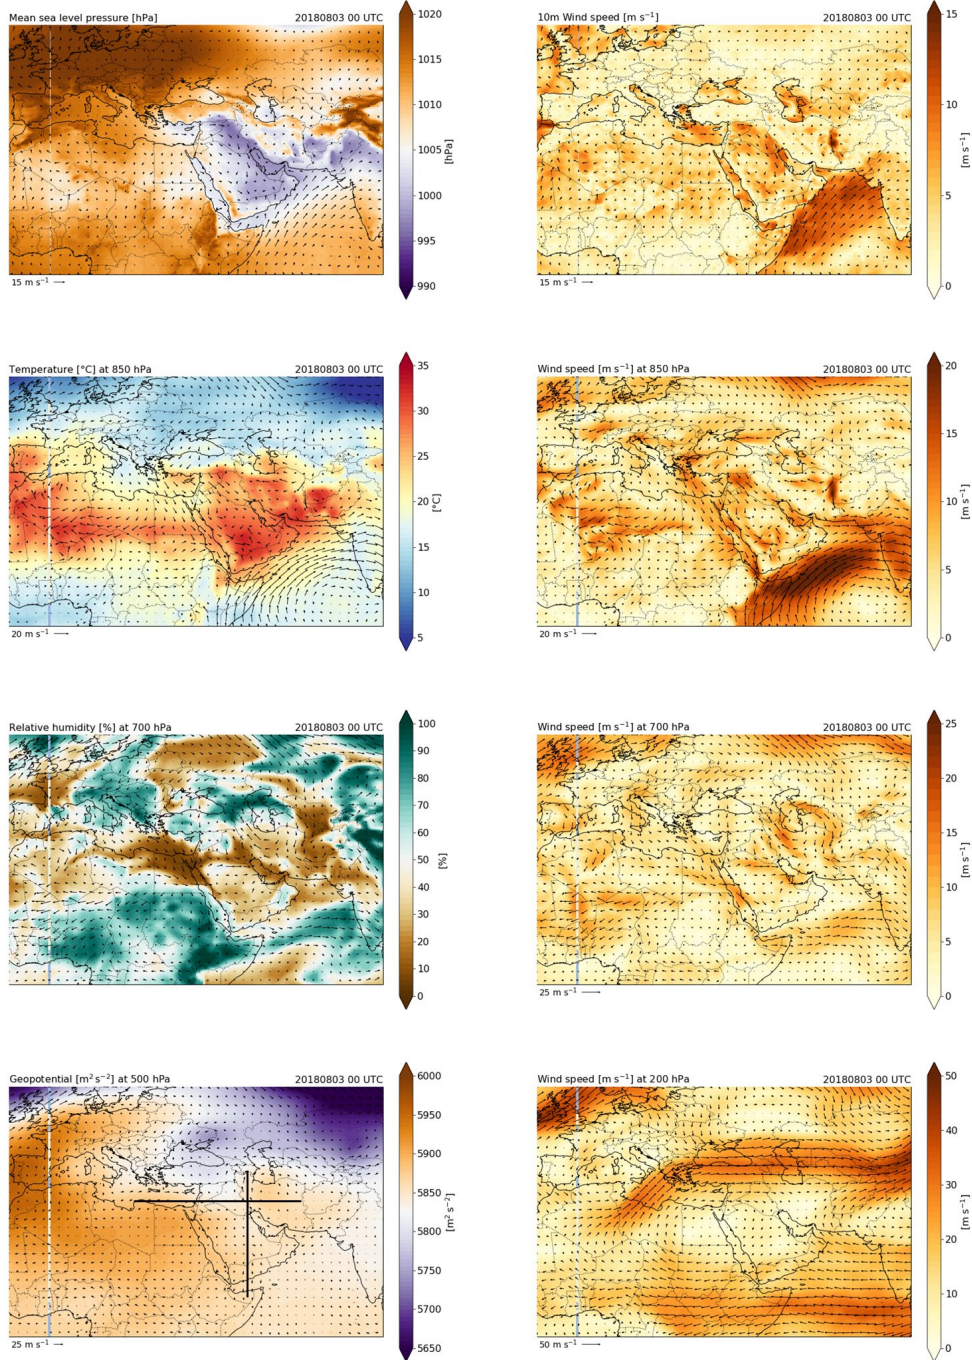 Mean sea level pressure [hPa] 20180803 00 UTC
1020
1015
1010
1005
1000
995
990
[hPa]
15 m s⁻¹
10m Wind speed [m s⁻¹] 20180803 00 UTC
15
10
5
0
[m s⁻¹]
15 m s⁻¹
Temperature [°C] at 850 hPa 20180803 00 UTC
35
30
25
20
15
10
5
[°C]
20 m s⁻¹
Wind speed [m s⁻¹] at 850 hPa 20180803 00 UTC
20
15
10
5
0
[m s⁻¹]
20 m s⁻¹
Relative humidity [%] at 700 hPa 20180803 00 UTC
100
90
80
70
60
50
40
30
20
10
0
[%]
25 m s⁻¹
Wind speed [m s⁻¹] at 700 hPa 20180803 00 UTC
25
20
15
10
5
0
[m s⁻¹]
25 m s⁻¹
Geopotential [m² s⁻²] at 500 hPa 20180803 00 UTC
6000
5950
5900
5850
5800
5750
5700
5650
[m² s⁻²]
25 m s⁻¹
Wind speed [m s⁻¹] at 200 hPa 20180803 00 UTC
50
40
30
20
10
0
[m s⁻¹]
50 m s⁻¹